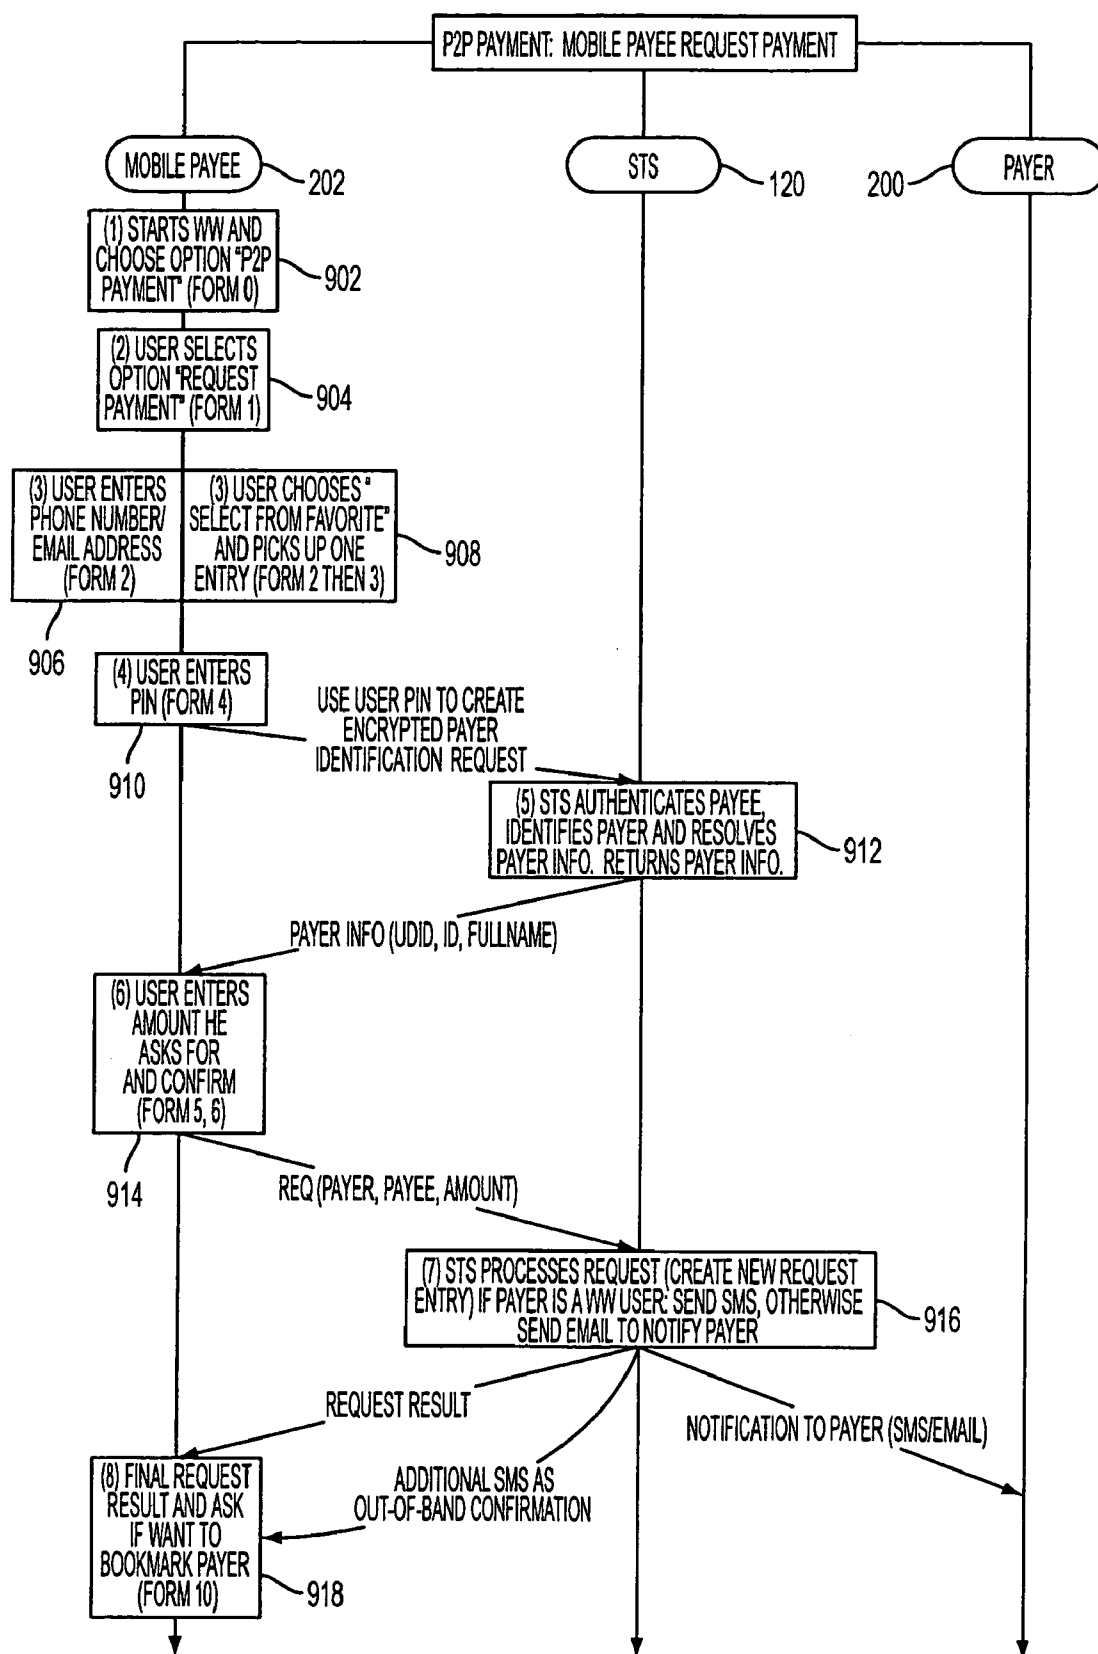 P2P PAYMENT: MOBILE PAYEE REQUEST PAYMENT
MOBILE PAYEE
202
STS
120
200
PAYER
(1) STARTS WW AND
CHOOSE OPTION "P2P
PAYMENT" (FORM 0)
902
(2) USER SELECTS
OPTION "REQUEST
PAYMENT" (FORM 1)
904
(3) USER ENTERS
PHONE NUMBER/
EMAIL ADDRESS
(FORM 2)
906
(3) USER CHOOSES "
SELECT FROM FAVORITE"
AND PICKS UP ONE
ENTRY (FORM 2 THEN 3)
908
(4) USER ENTERS
PIN (FORM 4)
910
USE USER PIN TO CREATE
ENCRYPTED PAYER
IDENTIFICATION REQUEST
(5) STS AUTHENTICATES PAYEE,
IDENTIFIES PAYER AND RESOLVES
PAYER INFO. RETURNS PAYER INFO.
912
PAYER INFO (UDID, ID, FULLNAME)
(6) USER ENTERS
AMOUNT HE
ASKS FOR
AND CONFIRM
(FORM 5, 6)
914
REQ (PAYER, PAYEE, AMOUNT)
(7) STS PROCESSES REQUEST (CREATE NEW REQUEST
ENTRY) IF PAYER IS A WW USER: SEND SMS, OTHERWISE
SEND EMAIL TO NOTIFY PAYER
916
REQUEST RESULT
NOTIFICATION TO PAYER (SMS/EMAIL)
ADDITIONAL SMS AS
OUT-OF-BAND CONFIRMATION
(8) FINAL REQUEST
RESULT AND ASK
IF WANT TO
BOOKMARK PAYER
(FORM 10)
918